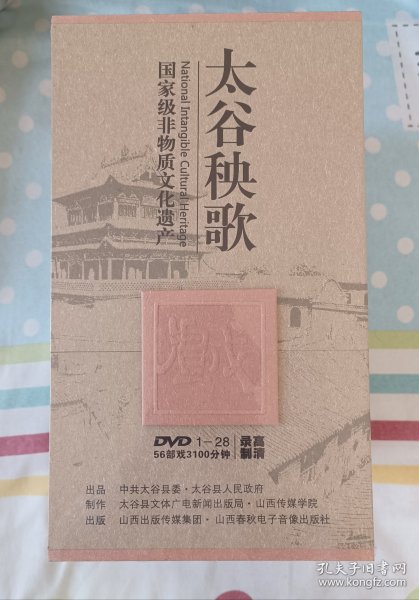 太谷秧歌
National Intangible Cultural Heritage
国家级非物质文化遗产
DVD 1—28
56部戏3100分钟
高清
录制
出品 中共太谷县委·太谷县人民政府
制作 太谷县文体广电新闻出版局·山西传媒学院
出版 山西出版传媒集团·山西春秋电子音像出版社
孔夫子旧书网
www.kongfz.com